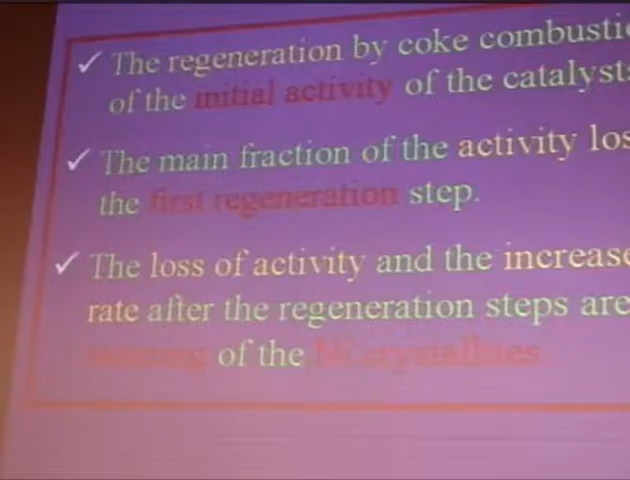 ✓ The regeneration by coke combusti
of the initial activity of the catalyst
✓ The main fraction of the activity los
the first regeneration step.
✓ The loss of activity and the increase
rate after the regeneration steps are
of the Ni crystallites